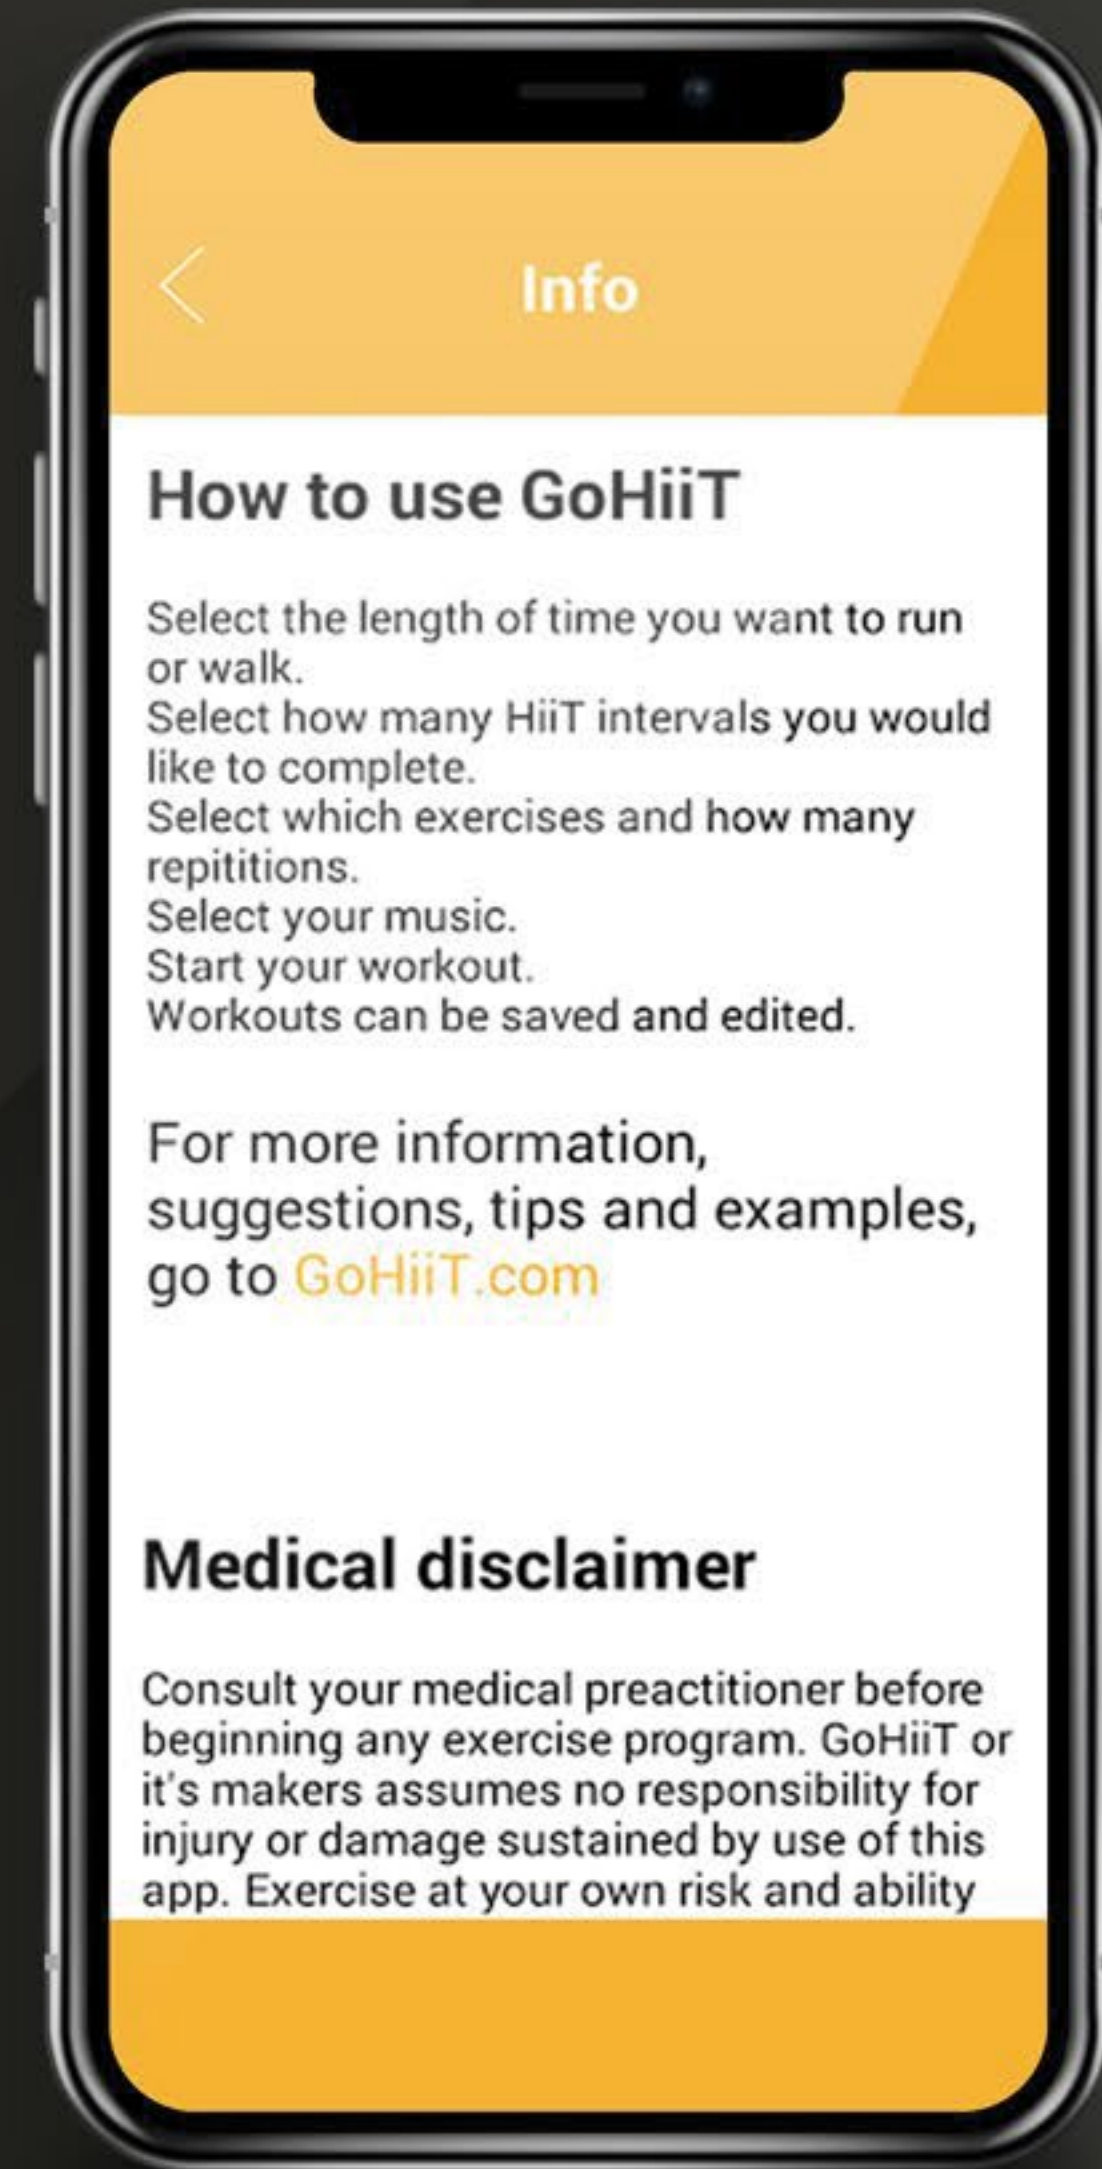 Info
How to use GoHiiT
Select the length of time you want to run
or walk.
Select how many HiiT intervals you would
like to complete.
Select which exercises and how many
repititions.
Select your music.
Start your workout.
Workouts can be saved and edited.
For more information,
suggestions, tips and examples,
go to GoHiiT.com
Medical disclaimer
Consult your medical preactitioner before
beginning any exercise program. GoHiiT or
it's makers assumes no responsibility for
injury or damage sustained by use of this
app. Exercise at your own risk and ability